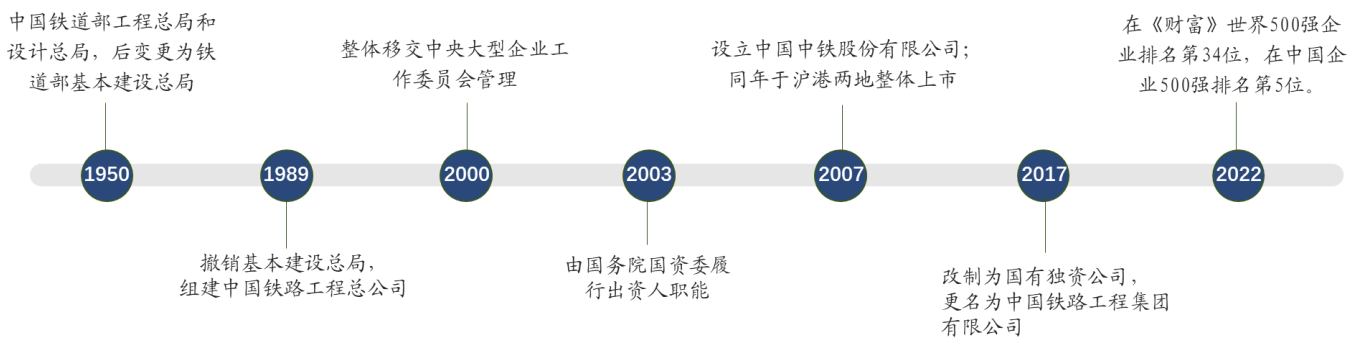 中国铁道部工程总局和
设计总局，后变更为铁
道部基本建设总局
整体移交中央大型企业工
作委员会管理
设立中国中铁股份有限公司；
同年于沪港两地整体上市
在《财富》世界500强企
业排名第34位，在中国企
业500强排名第5位。
1950
1989
2000
2003
2007
2017
2022
撤销基本建设总局，
组建中国铁路工程总公司
由国务院国资委履
行出资人职能
改制为国有独资公司，
更名为中国铁路工程集团
有限公司